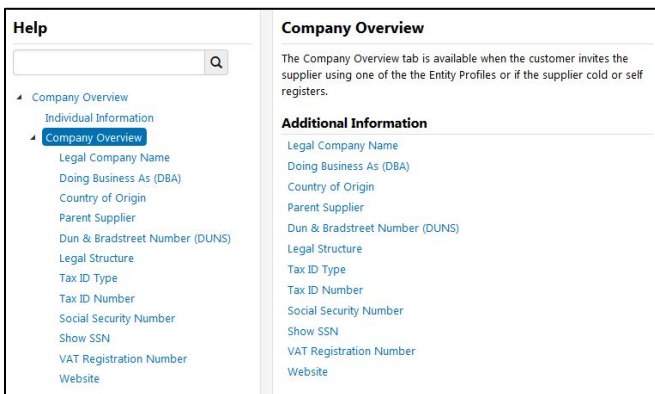 Help
Company Overview
Individual Information
Company Overview
Legal Company Name
Doing Business As (DBA)
Country of Origin
Parent Supplier
Dun & Bradstreet Number (DUNS)
Legal Structure
Tax ID Type
Tax ID Number
Social Security Number
Show SSN
VAT Registration Number
Website
Company Overview
The Company Overview tab is available when the customer invites the
supplier using one of the the Entity Profiles or if the supplier cold or self
registers.
Additional Information
Legal Company Name
Doing Business As (DBA)
Country of Origin
Parent Supplier
Dun & Bradstreet Number (DUNS)
Legal Structure
Tax ID Type
Tax ID Number
Social Security Number
Show SSN
VAT Registration Number
Website